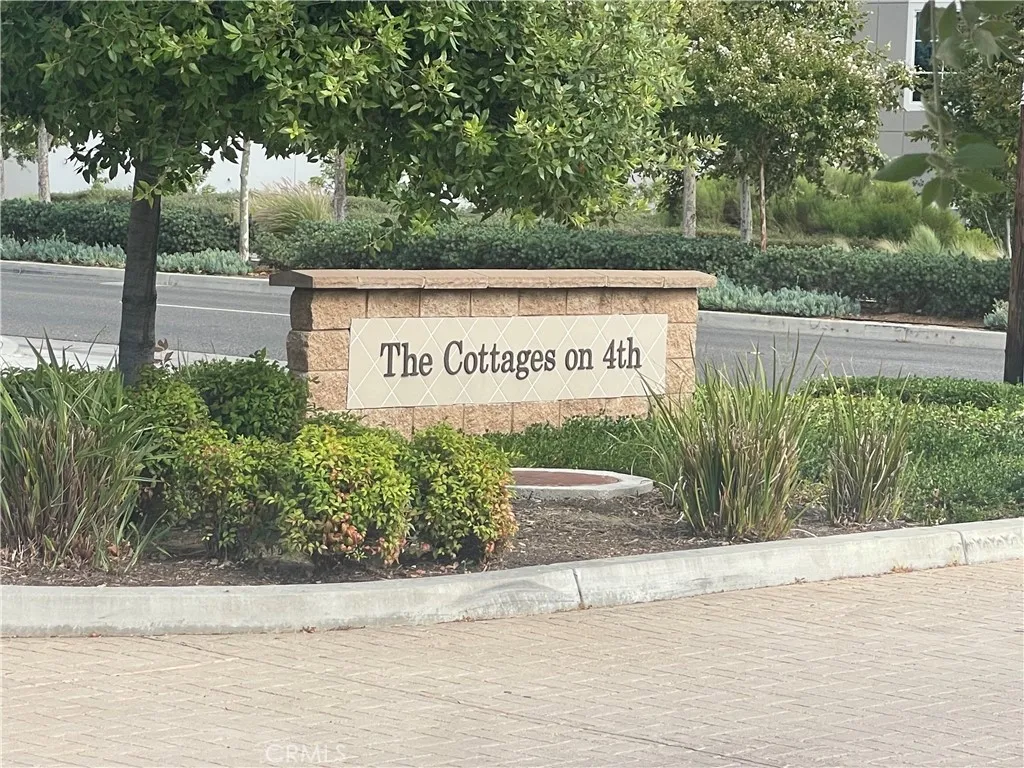 The Cottages on 4th
CRMLS